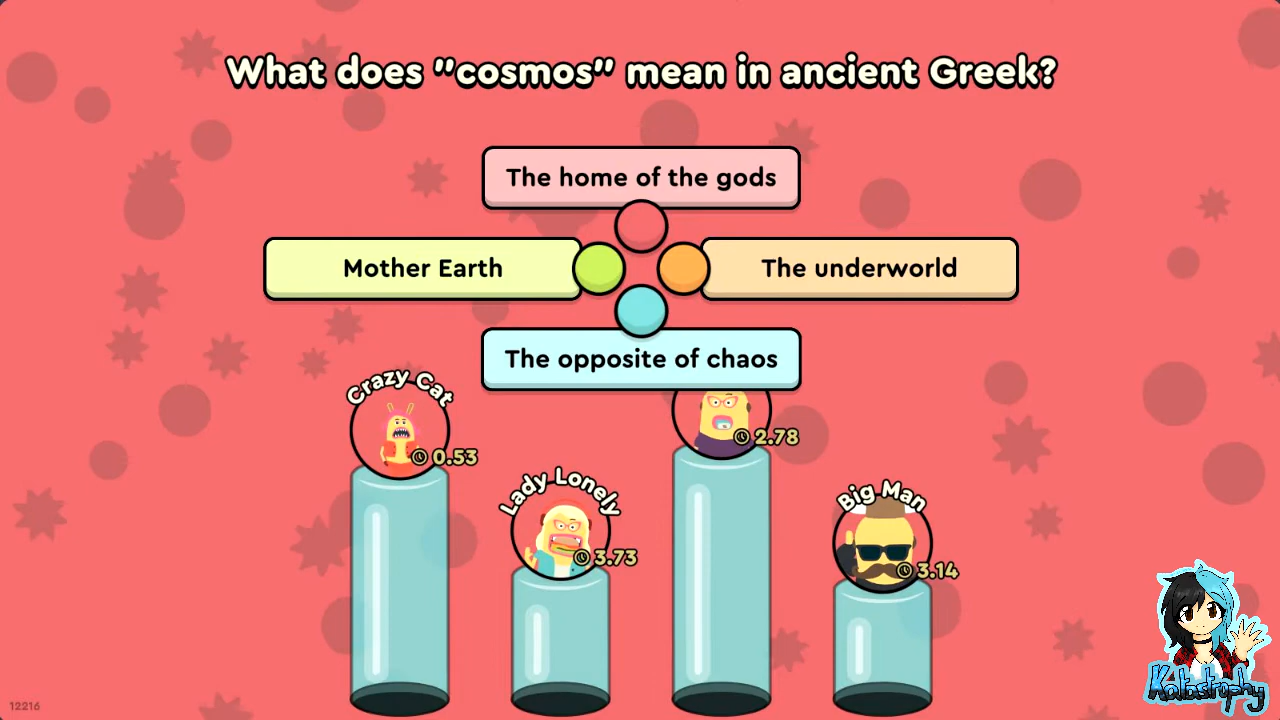 What does "cosmos" mean in ancient Greek?
The home of the gods
Mother Earth
The underworld
The opposite of chaos
Crazy Cat
0.53
2.78
Lady Lonely
3.73
Big Man
3.14
12216
Katastrophy